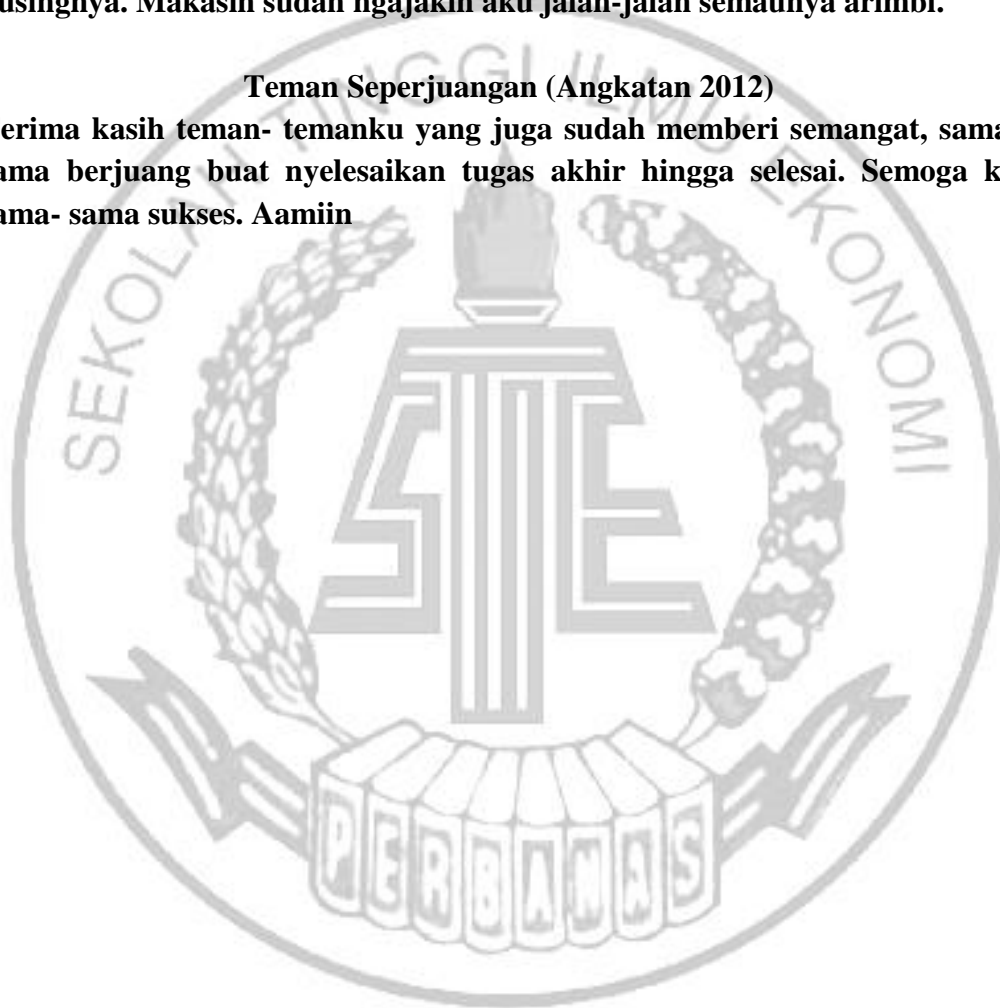 usingnya. Makasih sudah ngajakin aku jalan-jalan semaunya arimbi.
Teman Seperjuangan (Angkatan 2012)
erima kasih teman- temanku yang juga sudah memberi semangat, sama
ama berjuang buat nyelesaikan tugas akhir hingga selesai. Semoga k
ama- sama sukses. Aamiin
SEKOLAH TINGGI ILMU EKONOMI
STIE
PERBANAS